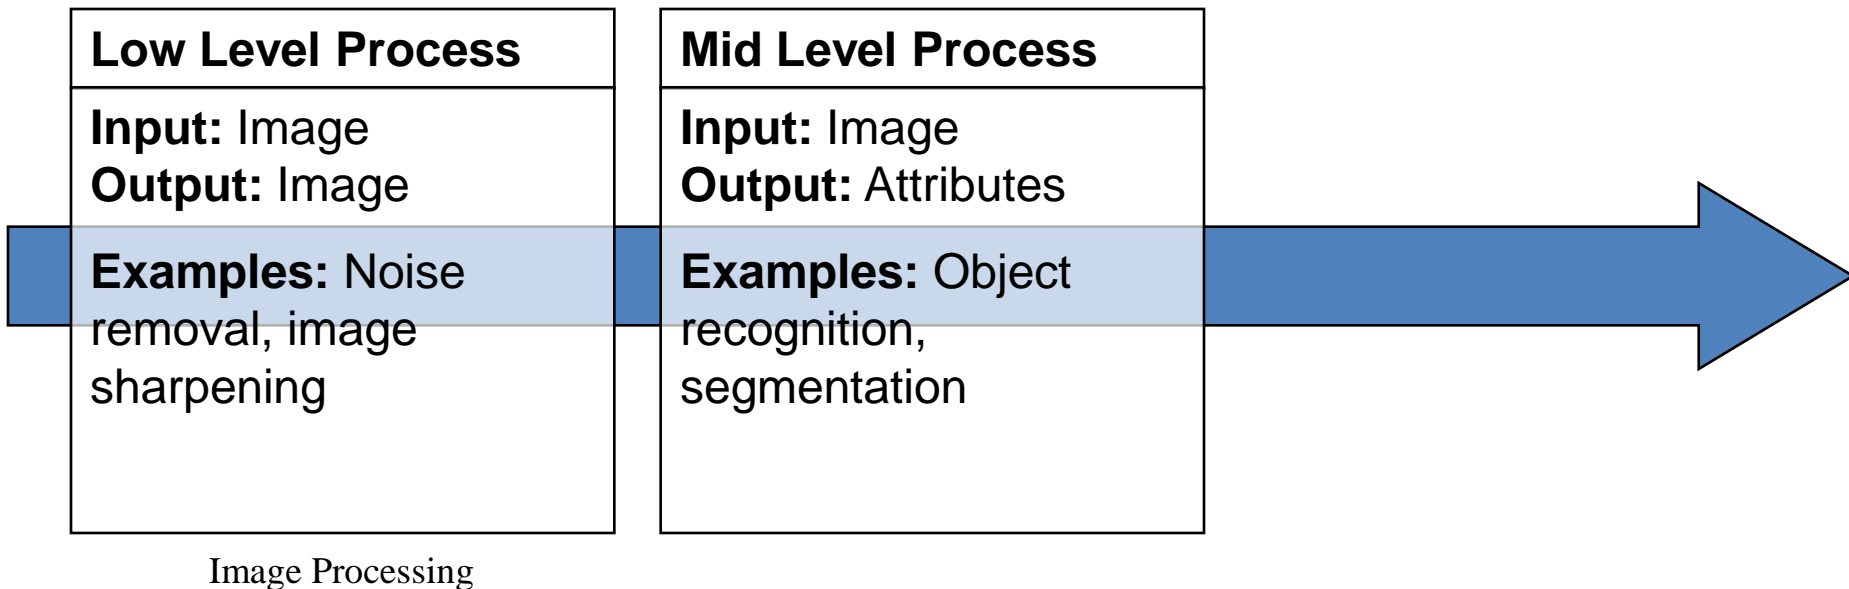 Low Level Process
Input: Image
Output: Image
Examples: Noise
removal, image
sharpening
Mid Level Process
Input: Image
Output: Attributes
Examples: Object
recognition,
segmentation
Image Processing